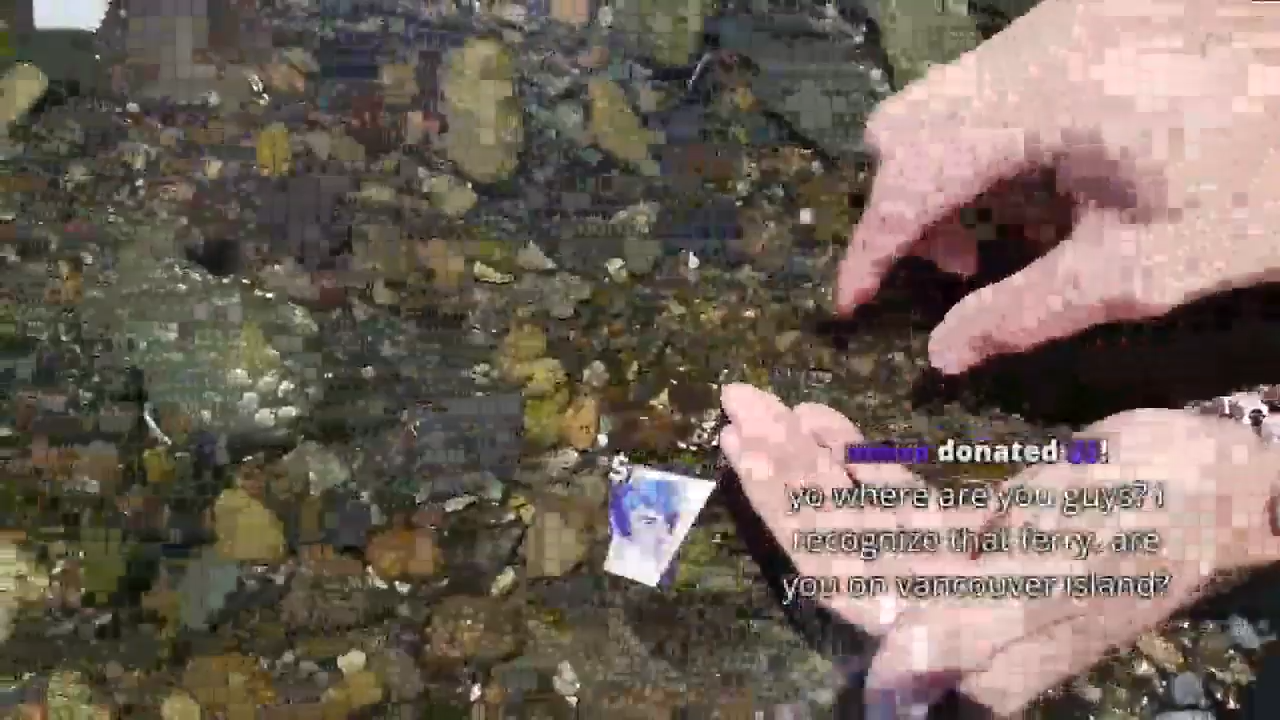 donated !
yo where are you guys? i
recognize that ferry, are
you on vancouver island?